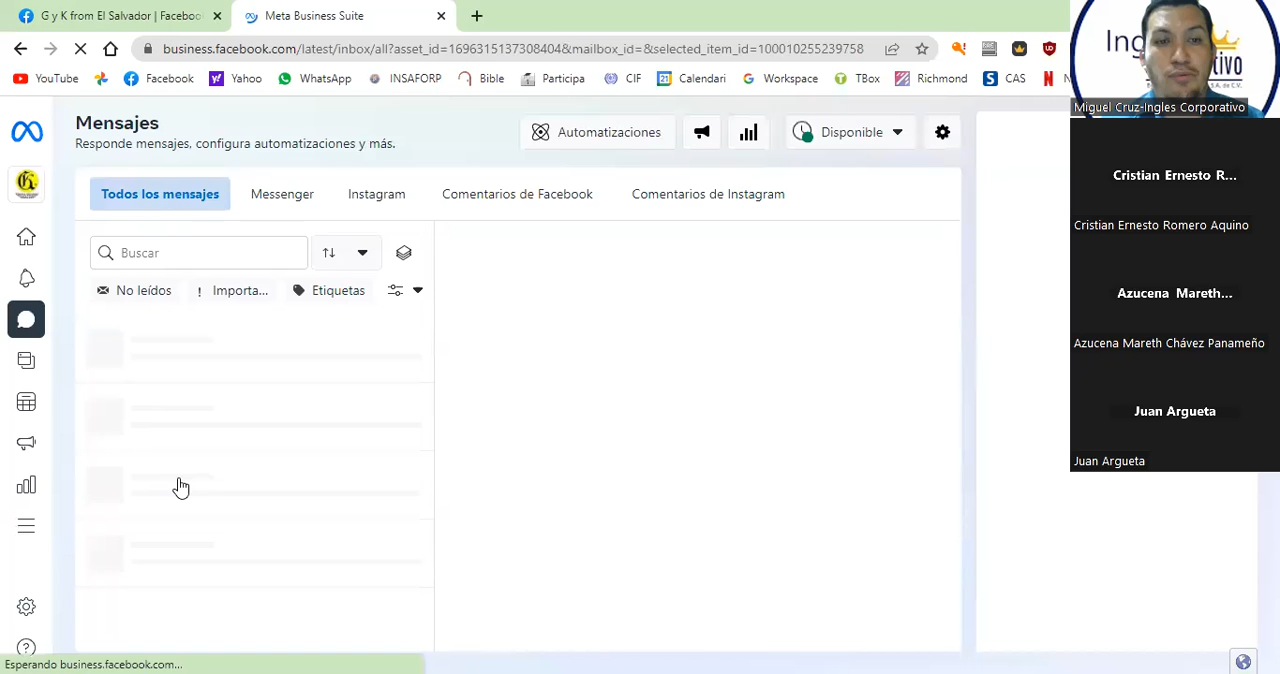 G y K from El Salvador | Faceboo
Meta Business Suite
business.facebook.com/latest/inbox/all?asset_id=1696313137308404&mailbox_id=&selected_item_id=100010255239758
YouTube
Facebook
Yahoo
WhatsApp
INSAFORP
Bible
Participa
CIF
Calendari
Workspace
TBox
Richmond
CAS
Mensajes
Responde mensajes, configura automatizaciones y más.
Automatizaciones
Disponible
Todos los mensajes
Messenger
Instagram
Comentarios de Facebook
Comentarios de Instagram
Buscar
No leídos
Importa...
Etiquetas
Esperando business.facebook.com...
Miguel Cruz-Ingles Corporativo
Cristian Ernesto R...
Cristian Ernesto Romero Aquino
Azucena Mareth...
Azucena Mareth Chávez Panameño
Juan Argueta
Juan Argueta